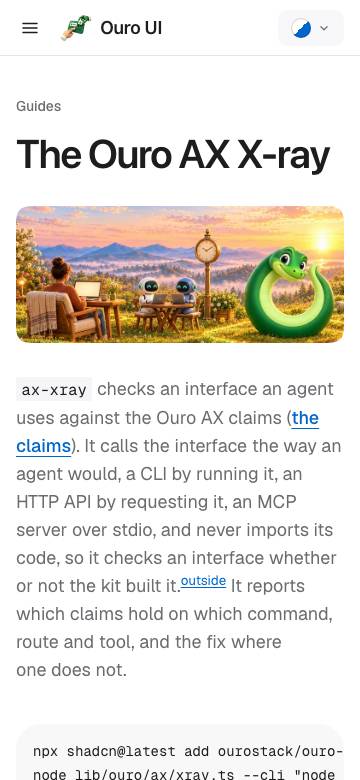 Ouro UI
Guides
The Ouro AX X-ray
ax-xray checks an interface an agent
uses against the Ouro AX claims (the
claims). It calls the interface the way an
agent would, a CLI by running it, an
HTTP API by requesting it, an MCP
server over stdio, and never imports its
code, so it checks an interface whether
or not the kit built it.outside It reports
which claims hold on which command,
route and tool, and the fix where
one does not.
npx shadcn@latest add ourostack/ouro-
node lib/ouro/ax/xray.ts --cli "node